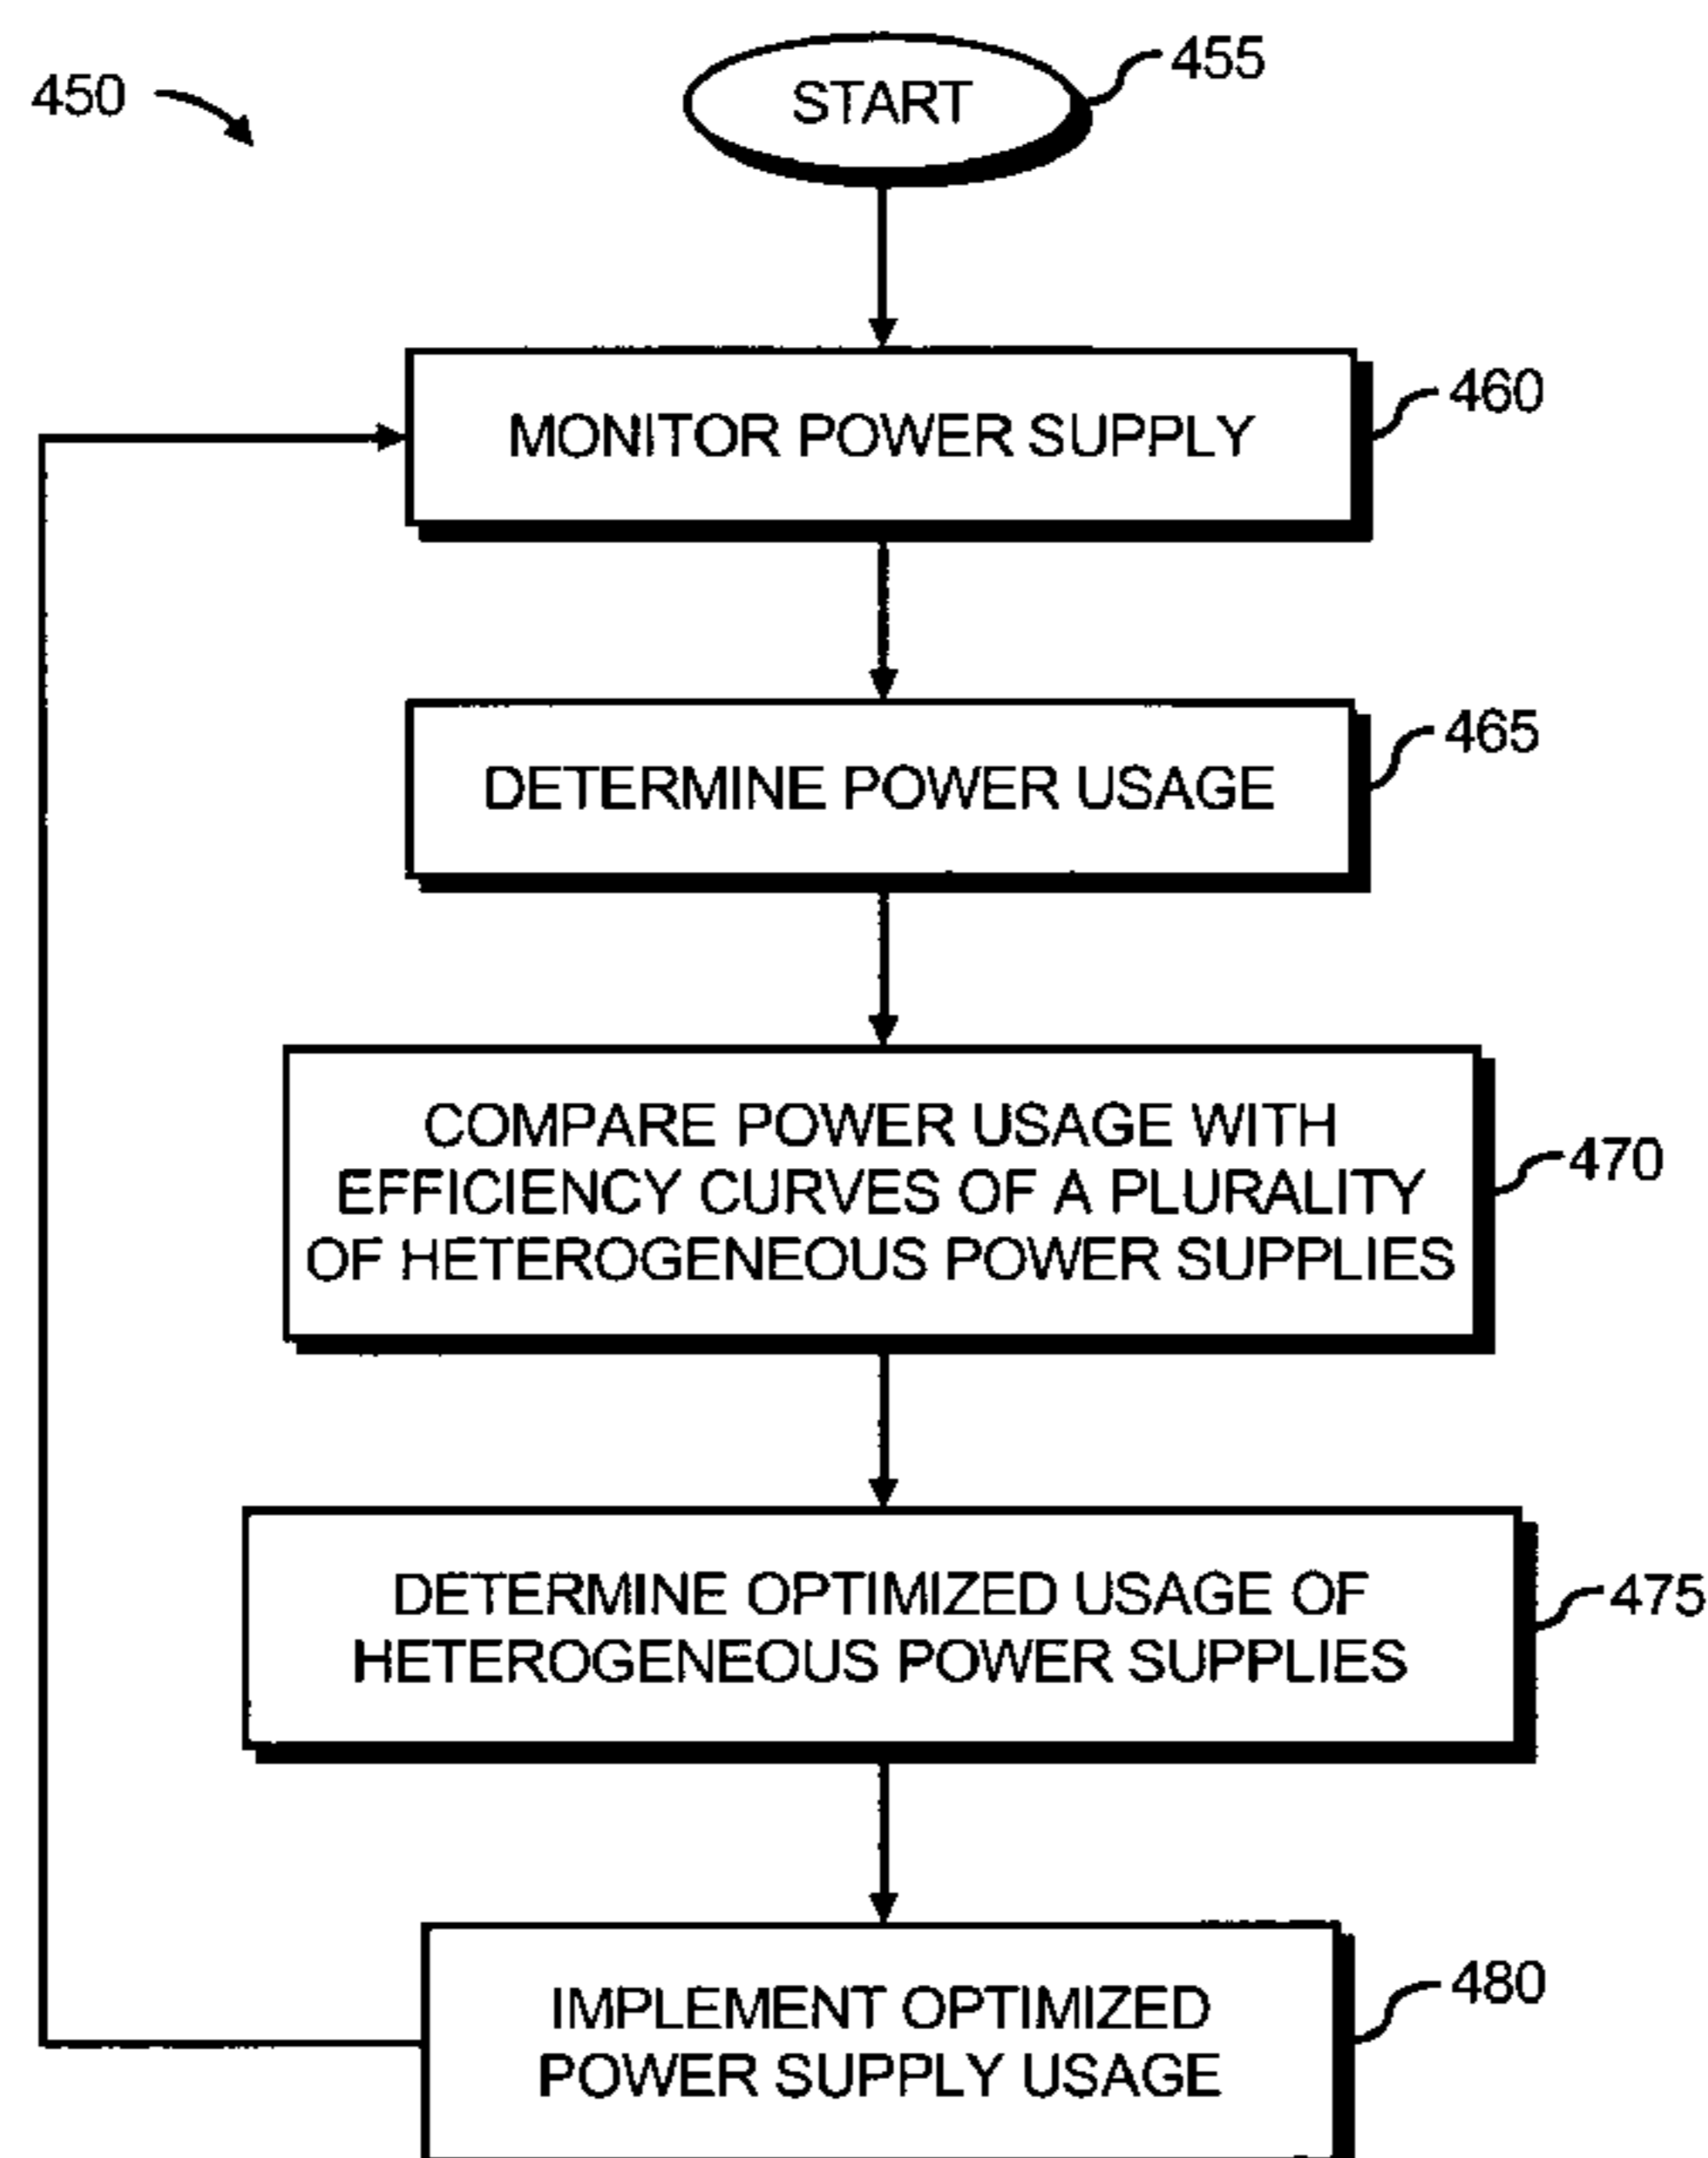 450
START
455
MONITOR POWER SUPPLY
460
DETERMINE POWER USAGE
465
COMPARE POWER USAGE WITH
EFFICIENCY CURVES OF A PLURALITY
OF HETEROGENEOUS POWER SUPPLIES
470
DETERMINE OPTIMIZED USAGE OF
HETEROGENEOUS POWER SUPPLIES
475
IMPLEMENT OPTIMIZED
POWER SUPPLY USAGE
480